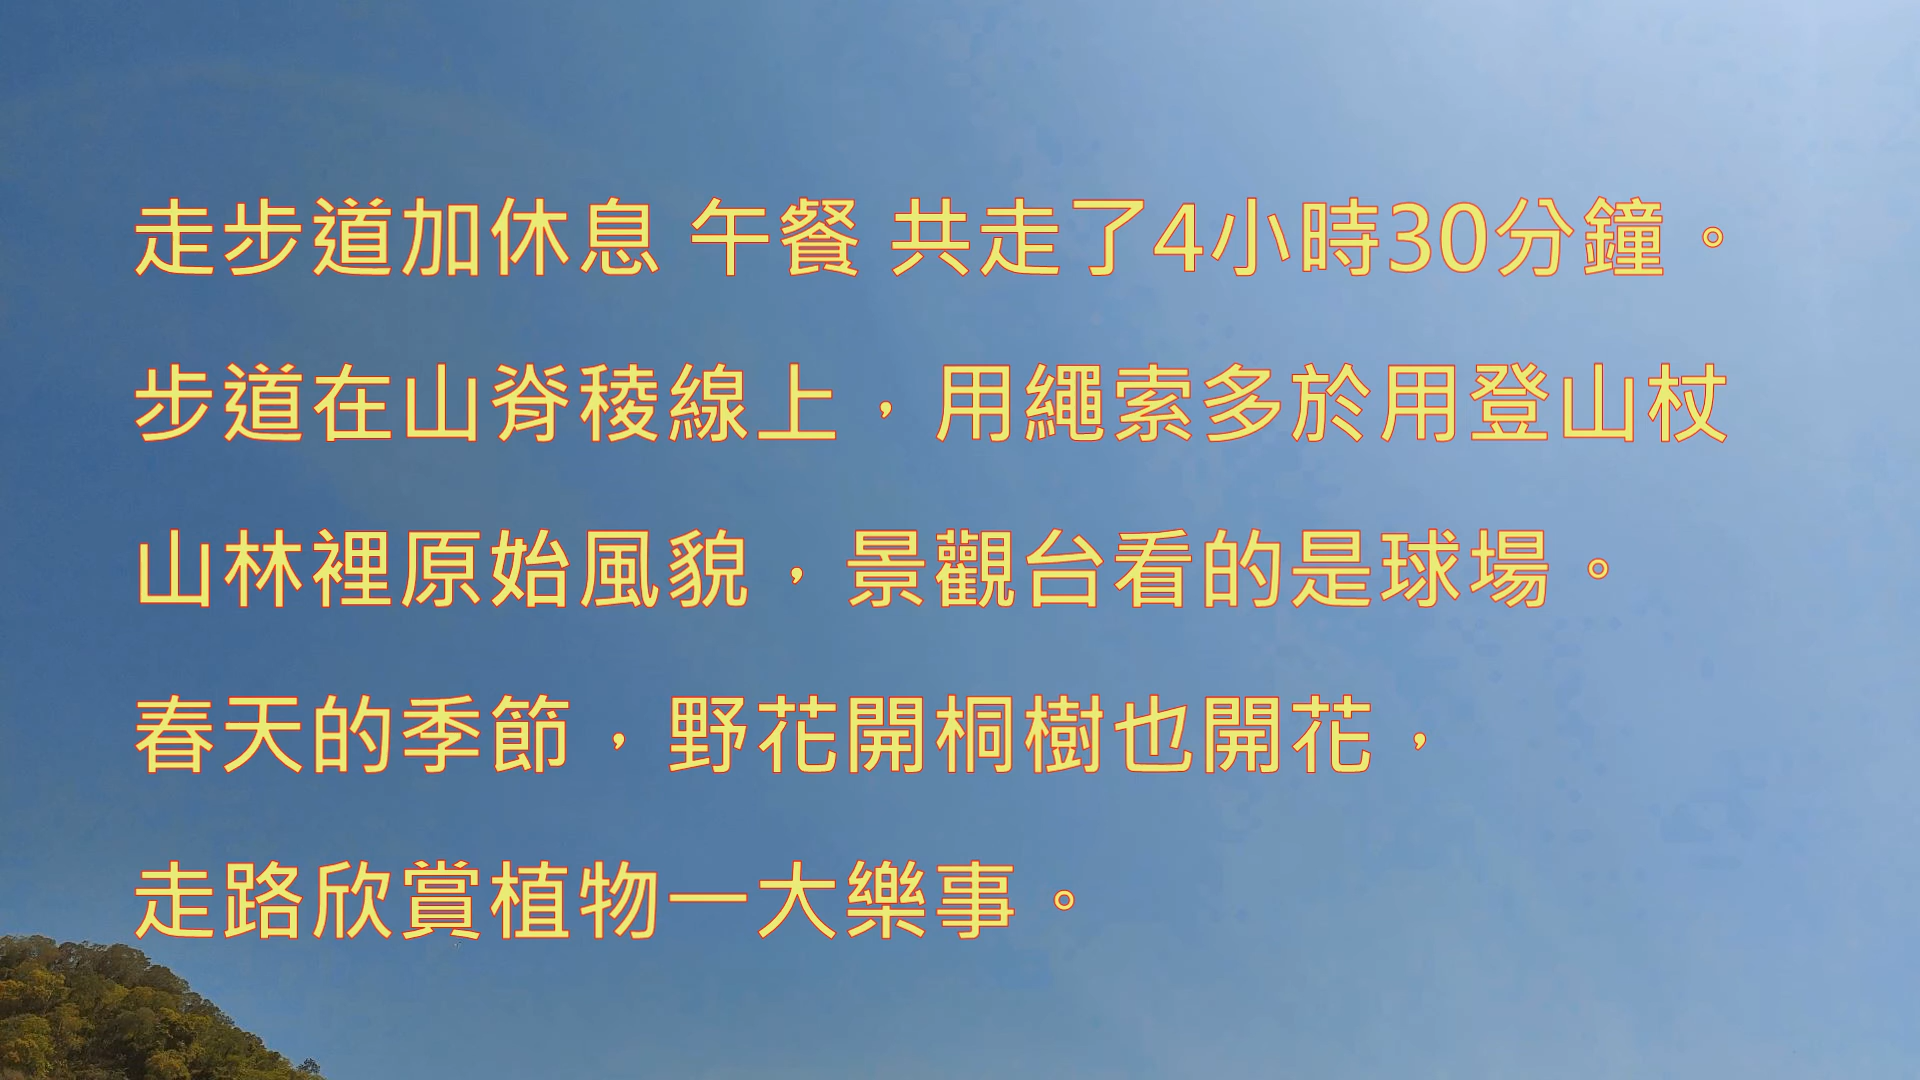 走步道加休息 午餐 共走了4小時30分鐘。
步道在山脊稜線上，用繩索多於用登山杖
山林裡原始風貌，景觀台看的是球場。
春天的季節，野花開桐樹也開花，
走路欣賞植物一大樂事。